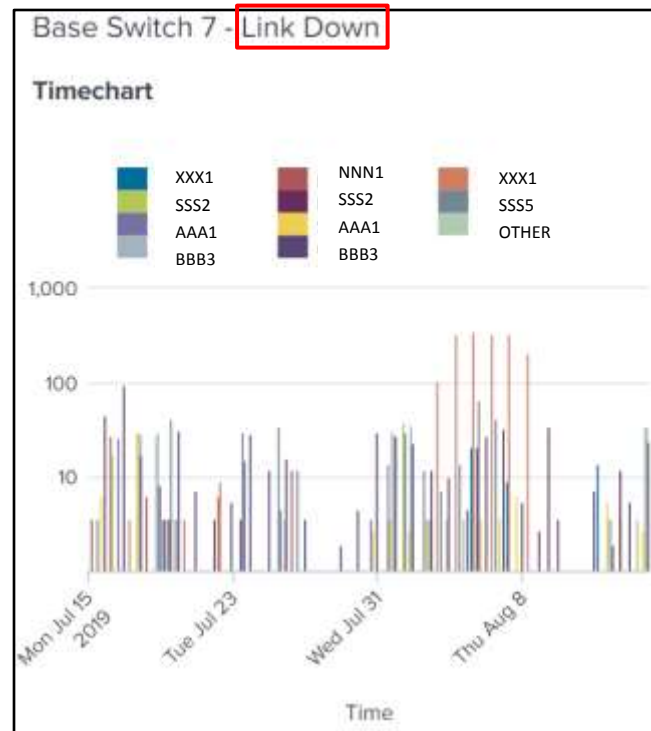 Base Switch 7 - Link Down
Timechart
XXX1
SSS2
AAA1
BBB3
NNN1
SSS2
AAA1
BBB3
XXX1
SSS5
OTHER
1,000
100
10
Mon Jul 15
2019
Tue Jul 23
Wed Jul 31
Thu Aug 8
Time